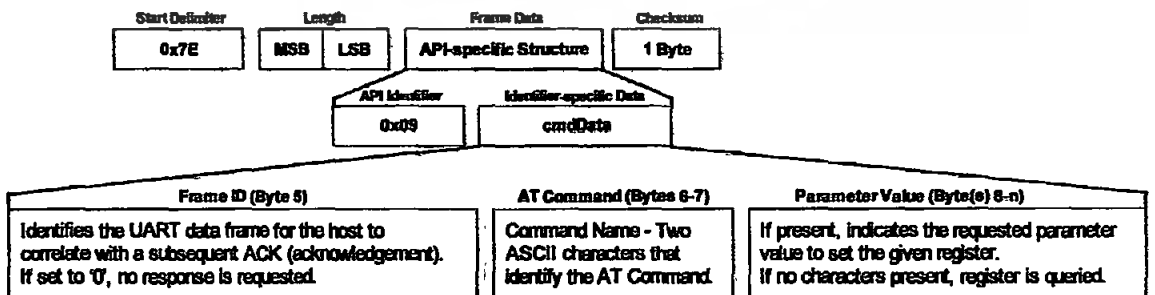 Start Delimiter Length Frame Data Checksum
0x7E MSB LSB API-specific Structure 1 Byte
API Identifier Identifier-specific Data
0x09 cmdData
Frame ID (Byte 5) AT Command (Bytes 6-7) Parameter Value (Byte(s) 8-n)
Identifies the UART data frame for the host to
correlate with a subsequent ACK (acknowledgement).
If set to '0', no response is requested.
Command Name - Two
ASCII characters that
identify the AT Command.
If present, indicates the requested parameter
value to set the given register.
If no characters present, register is queried.